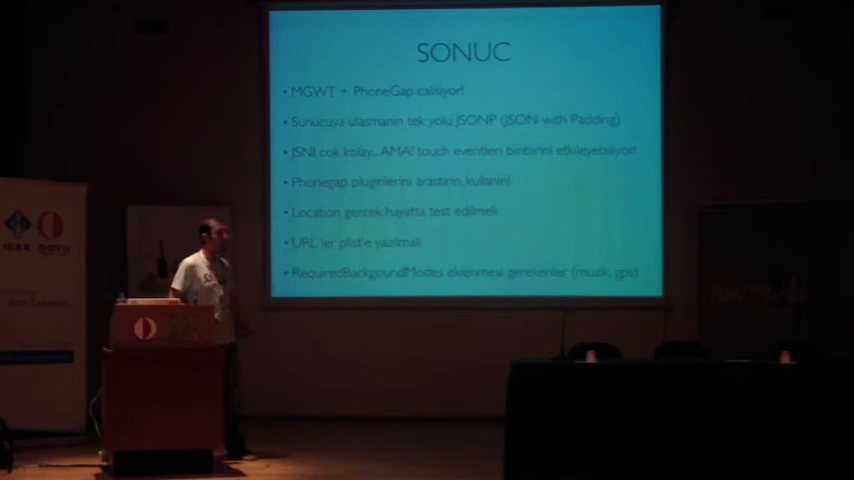 SONUC
• MGWT + PhoneGap calisiyor!
• Sunucuya ulasmanin tek yolu JSONP (JSON with Padding)
• JSNI cok kolay... AMA! touch eventleri birbirini etkileyebiliyor!
• Phonegap pluginlerini arastirin, kullanin!
• Location gercek hayatta test edilmeli
• URL ler plist'e yazilmali
• RequiredBackgoundModes eklenmesi gerekenler (muzik, gps)
IEEE ODTÜ